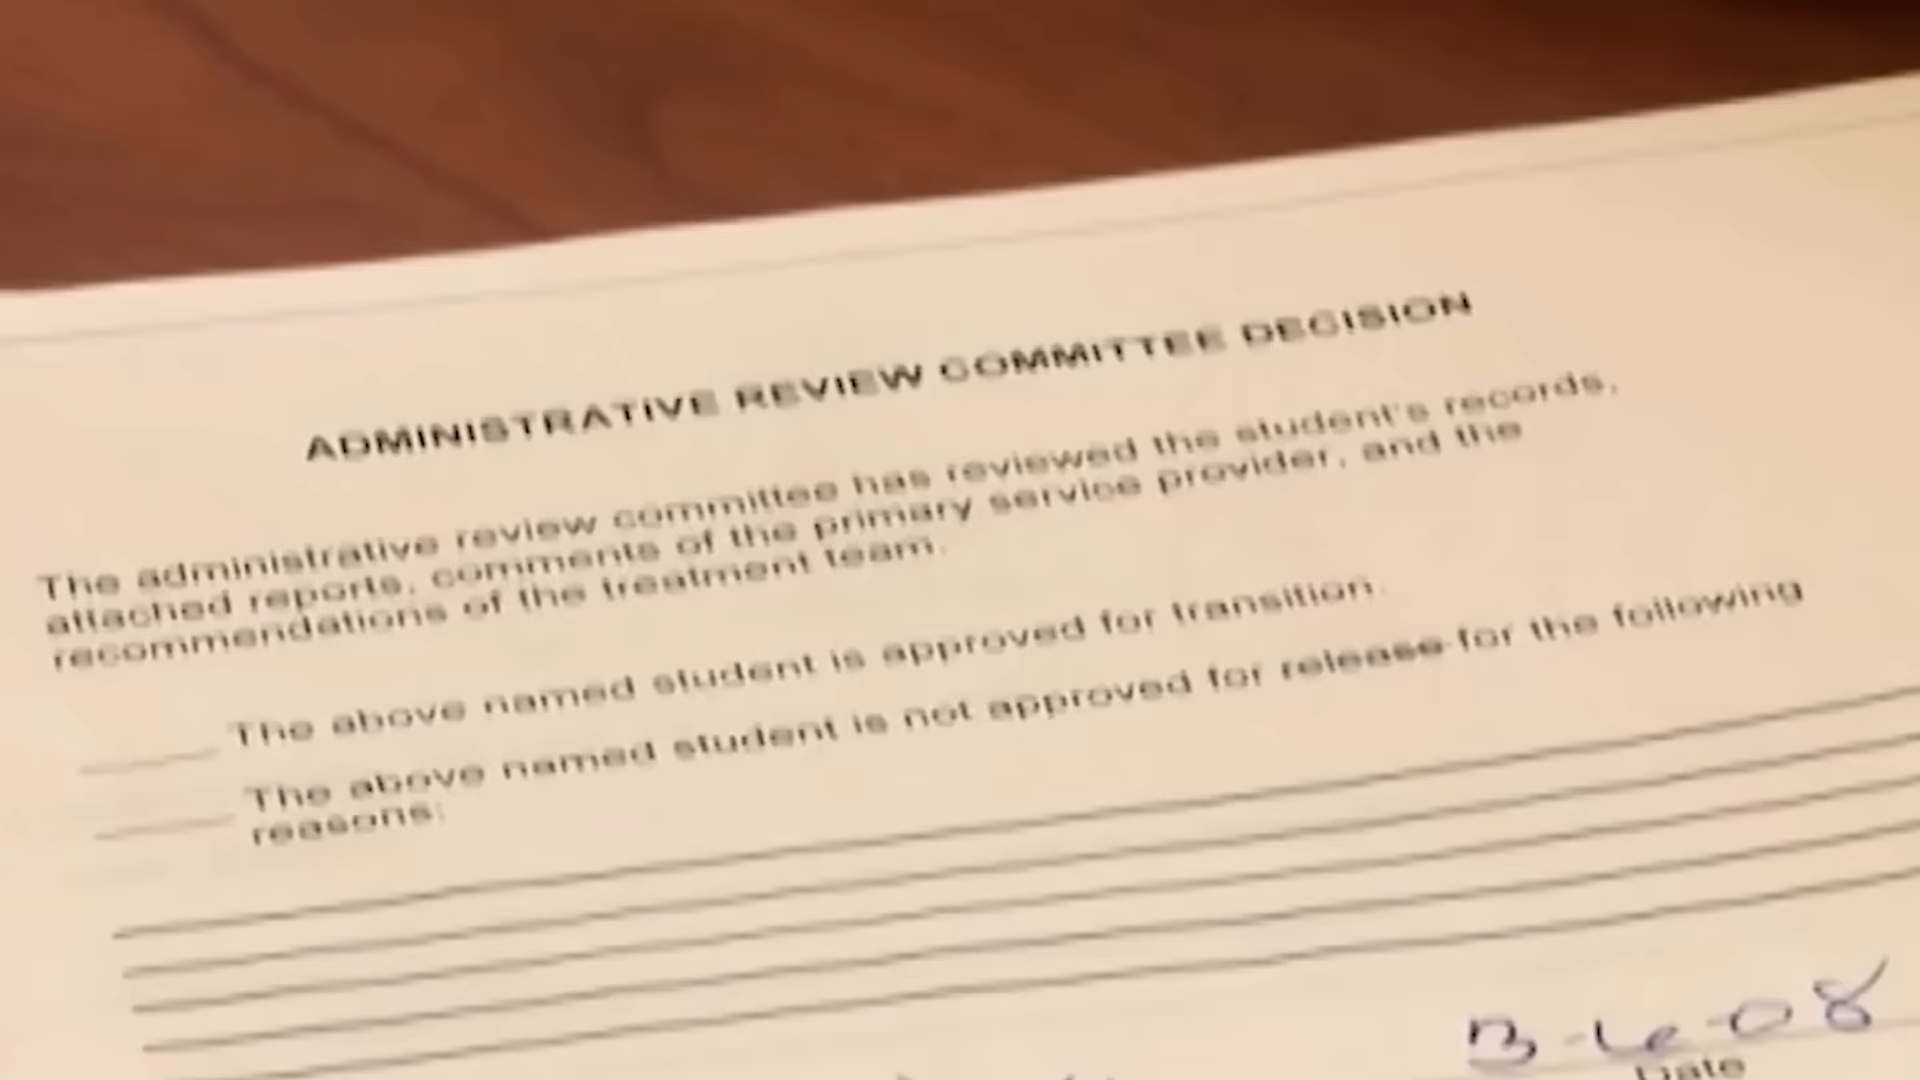 ADMINISTRATIVE REVIEW COMMITTEE DECISION
The administrative review committee has reviewed the student's records,
attached reports, comments of the primary service provider, and the
recommendations of the treatment team.
The above named student is approved for transition.
The above named student is not approved for release for the following
reasons:
3-6-08
Date